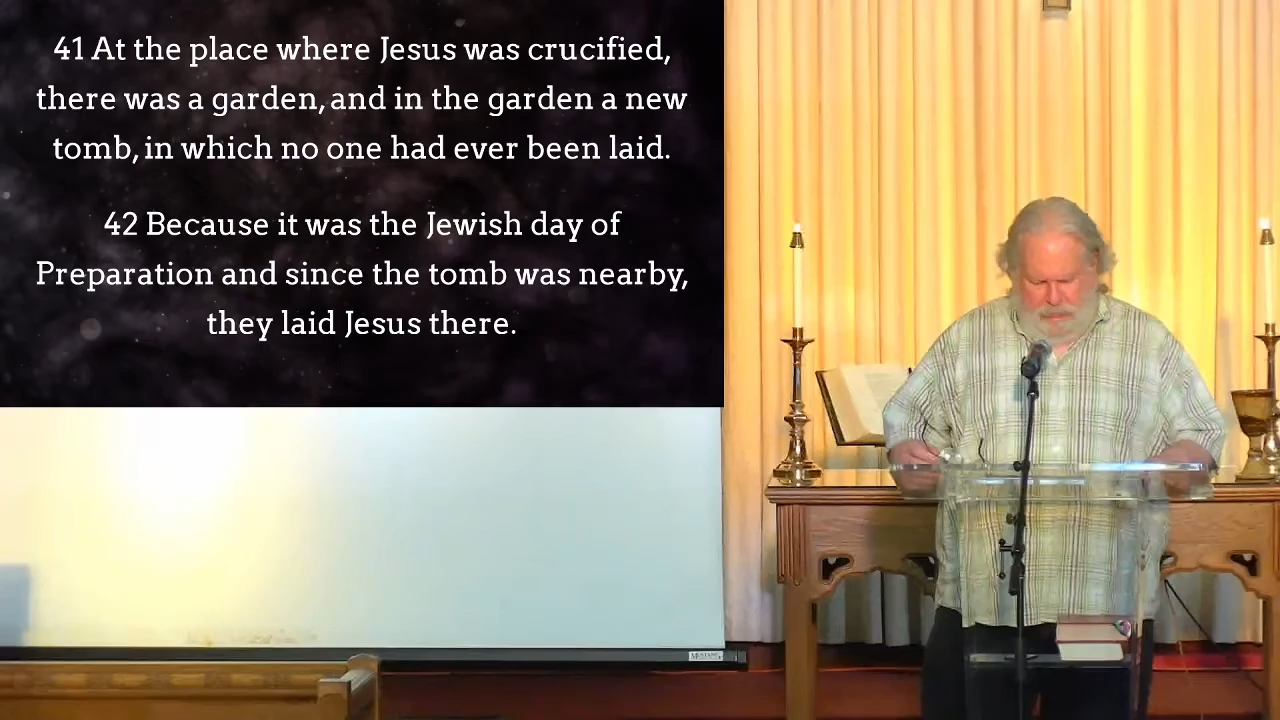 41 At the place where Jesus was crucified,
there was a garden, and in the garden a new
tomb, in which no one had ever been laid.
42 Because it was the Jewish day of
Preparation and since the tomb was nearby,
they laid Jesus there.